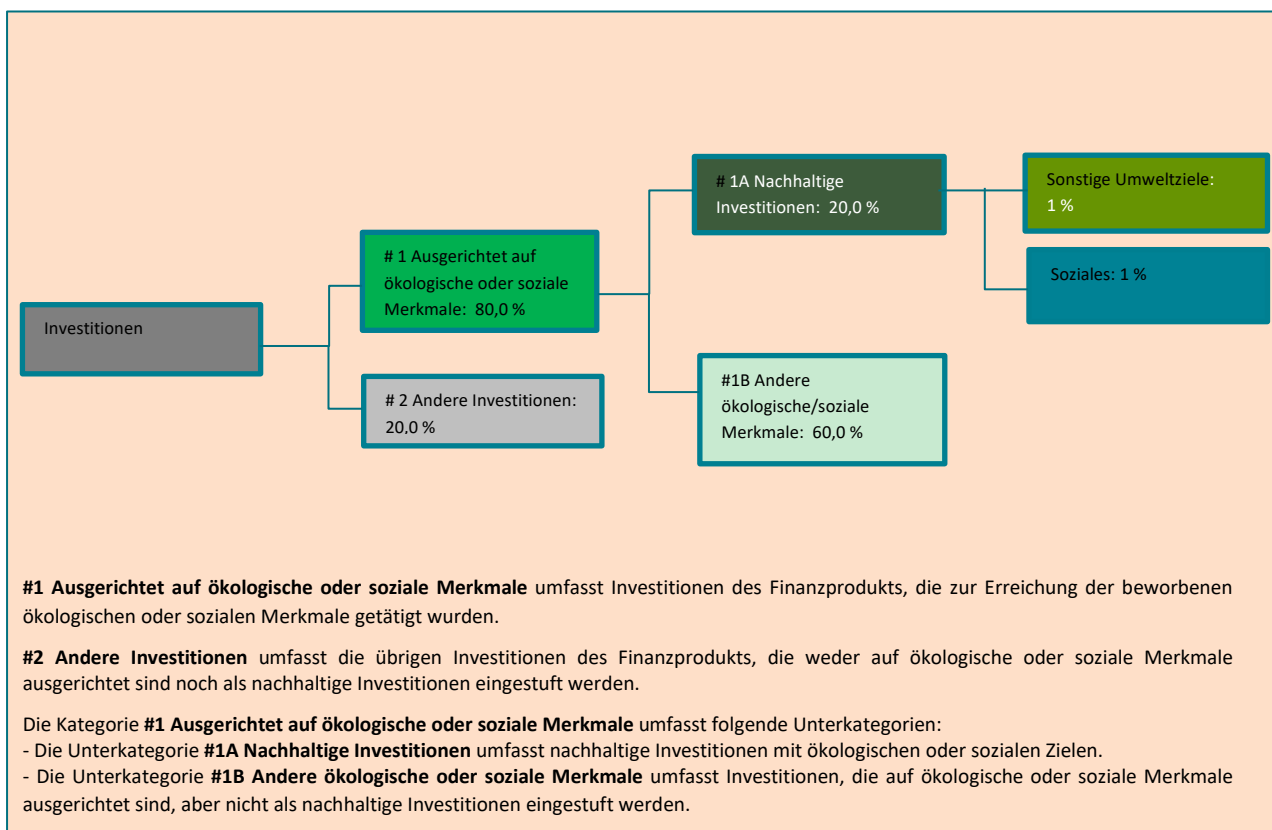 Investitionen
# 1 Ausgerichtet auf
ökologische oder soziale
Merkmale: 80,0 %
# 2 Andere Investitionen:
20,0 %
# 1A Nachhaltige
Investitionen: 20,0 %
#1B Andere
ökologische/soziale
Merkmale: 60,0 %
Sonstige Umweltziele:
1 %
Soziales: 1 %
#1 Ausgerichtet auf ökologische oder soziale Merkmale umfasst Investitionen des Finanzprodukts, die zur Erreichung der beworbenen
ökologischen oder sozialen Merkmale getätigt wurden.
#2 Andere Investitionen umfasst die übrigen Investitionen des Finanzprodukts, die weder auf ökologische oder soziale Merkmale
ausgerichtet sind noch als nachhaltige Investitionen eingestuft werden.
Die Kategorie #1 Ausgerichtet auf ökologische oder soziale Merkmale umfasst folgende Unterkategorien:
- Die Unterkategorie #1A Nachhaltige Investitionen umfasst nachhaltige Investitionen mit ökologischen oder sozialen Zielen.
- Die Unterkategorie #1B Andere ökologische oder soziale Merkmale umfasst Investitionen, die auf ökologische oder soziale Merkmale
ausgerichtet sind, aber nicht als nachhaltige Investitionen eingestuft werden.